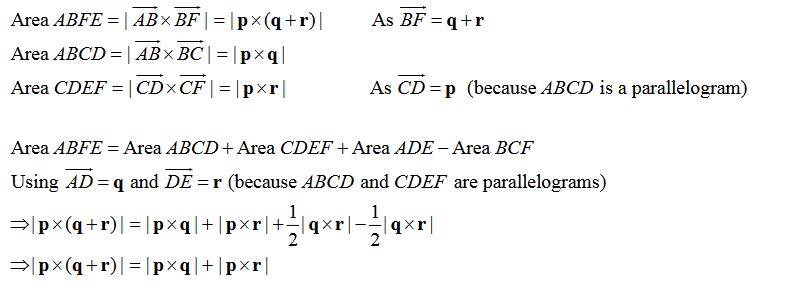 Area ABFE = | AB⃗ × BF⃗ | = | p × (q + r) | As BF⃗ = q + r
Area ABCD = | AB⃗ × BC⃗ | = | p × q |
Area CDEF = | CD⃗ × CF⃗ | = | p × r | As CD⃗ = p (because ABCD is a parallelogram)
Area ABFE = Area ABCD + Area CDEF + Area ADE − Area BCF
Using AD⃗ = q and DE⃗ = r (because ABCD and CDEF are parallelograms)
⇒ | p × (q + r) | = | p × q | + | p × r | + 1/2 | q × r | − 1/2 | q × r |
⇒ | p × (q + r) | = | p × q | + | p × r |